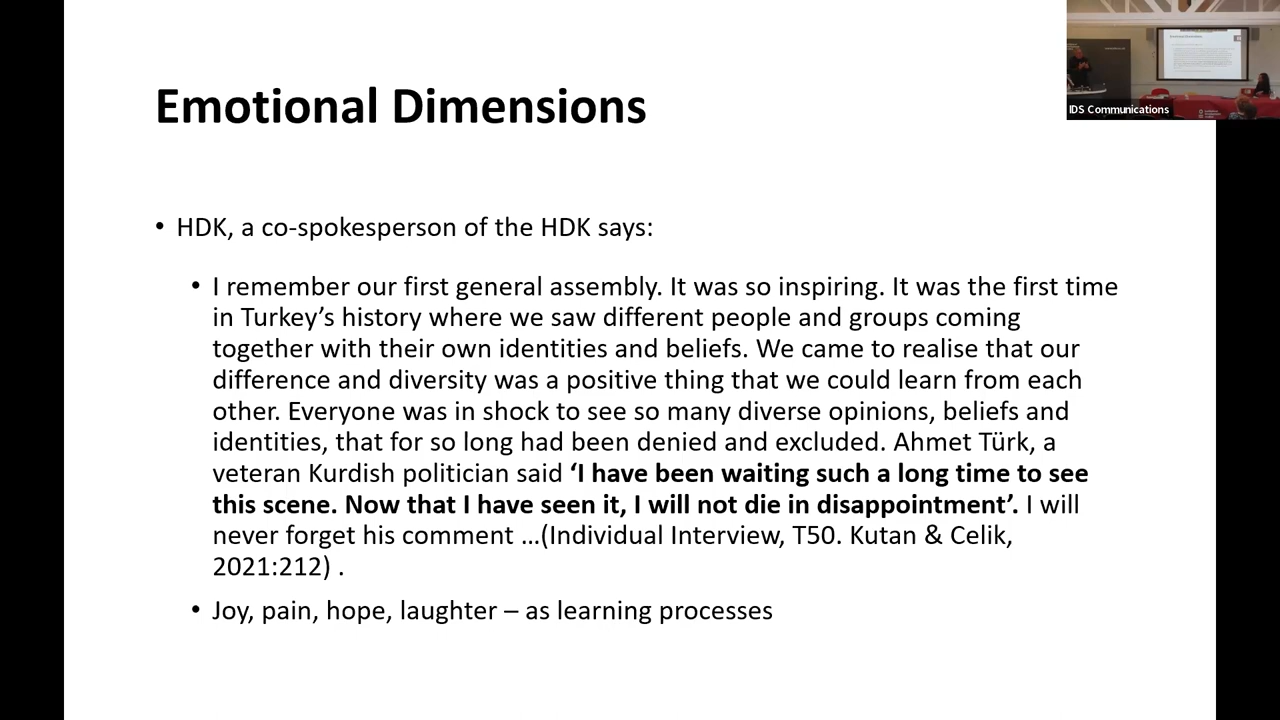 Emotional Dimensions
• HDK, a co-spokesperson of the HDK says:
• I remember our first general assembly. It was so inspiring. It was the first time
in Turkey’s history where we saw different people and groups coming
together with their own identities and beliefs. We came to realise that our
difference and diversity was a positive thing that we could learn from each
other. Everyone was in shock to see so many diverse opinions, beliefs and
identities, that for so long had been denied and excluded. Ahmet Türk, a
veteran Kurdish politician said ‘I have been waiting such a long time to see
this scene. Now that I have seen it, I will not die in disappointment’. I will
never forget his comment …(Individual Interview, T50. Kutan & Celik,
2021:212) .
• Joy, pain, hope, laughter – as learning processes
IDS Communications